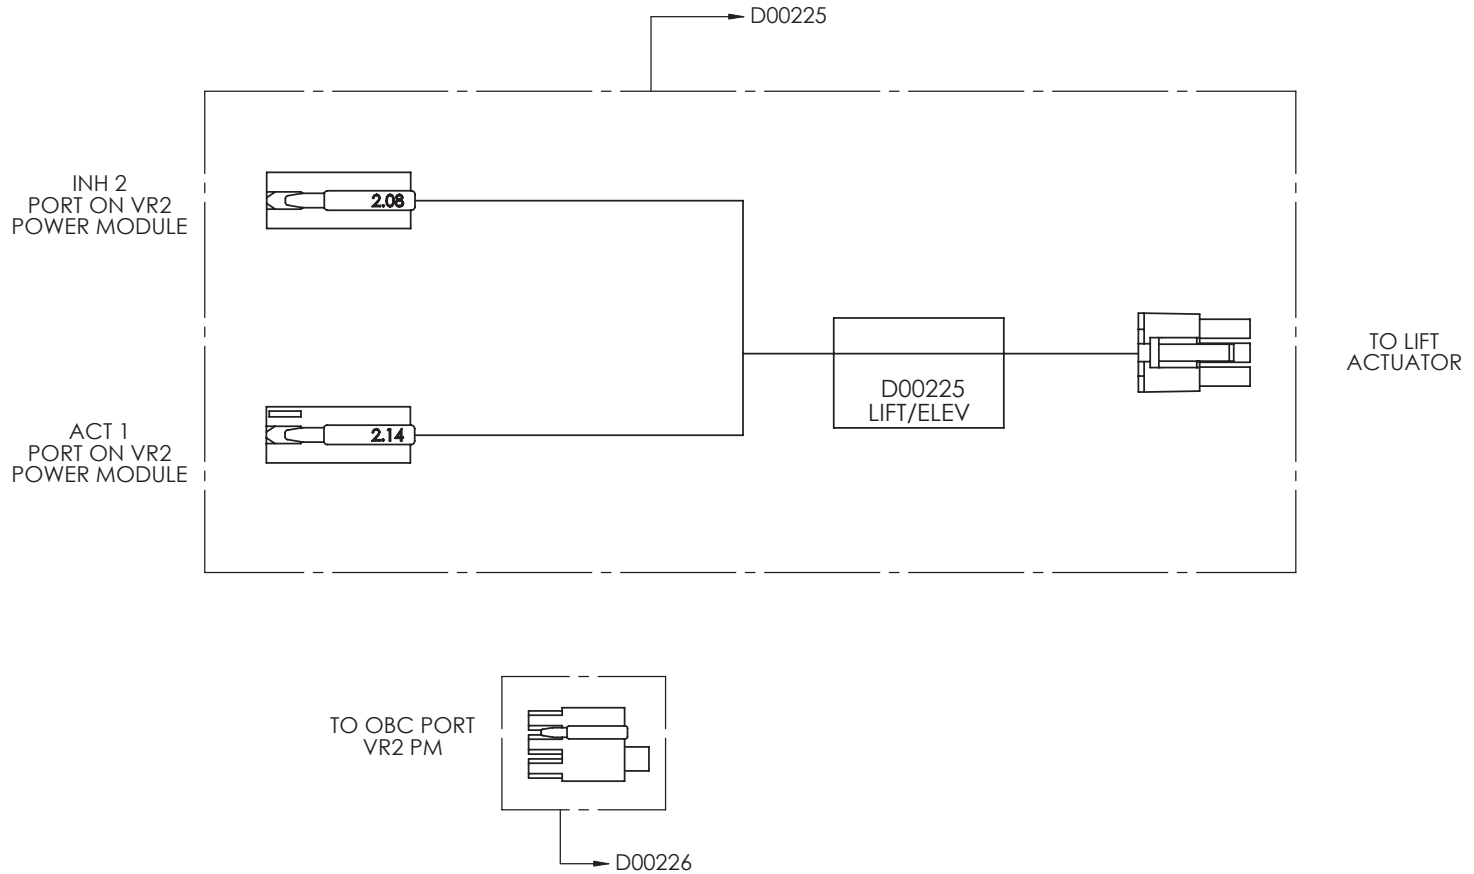 D00225
INH 2
PORT ON VR2
POWER MODULE
2.08
ACT 1
PORT ON VR2
POWER MODULE
2.14
D00225
LIFT/ELEV
TO LIFT
ACTUATOR
TO OBC PORT
VR2 PM
D00226